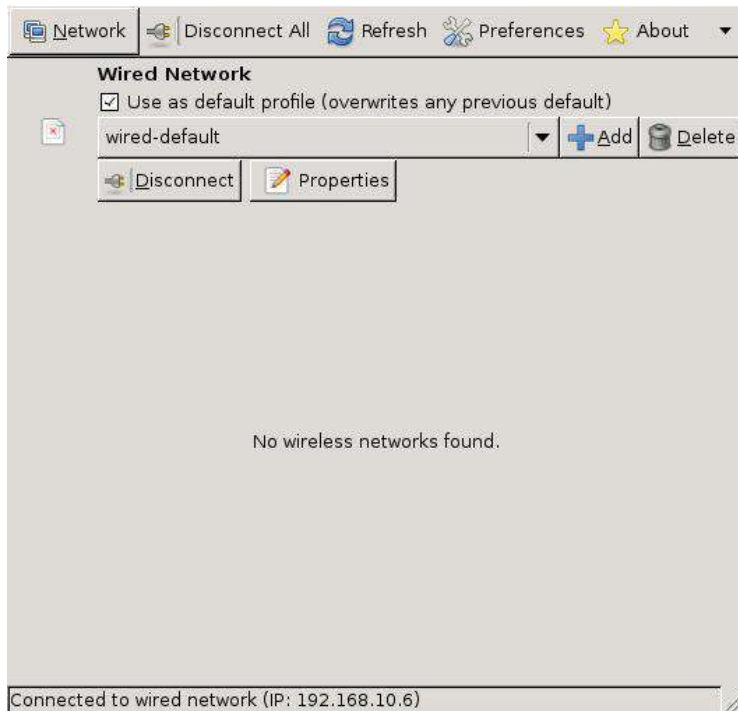 Network Disconnect All Refresh Preferences About
Wired Network
Use as default profile (overwrites any previous default)
wired-default Add Delete
Disconnect Properties
No wireless networks found.
Connected to wired network (IP: 192.168.10.6)